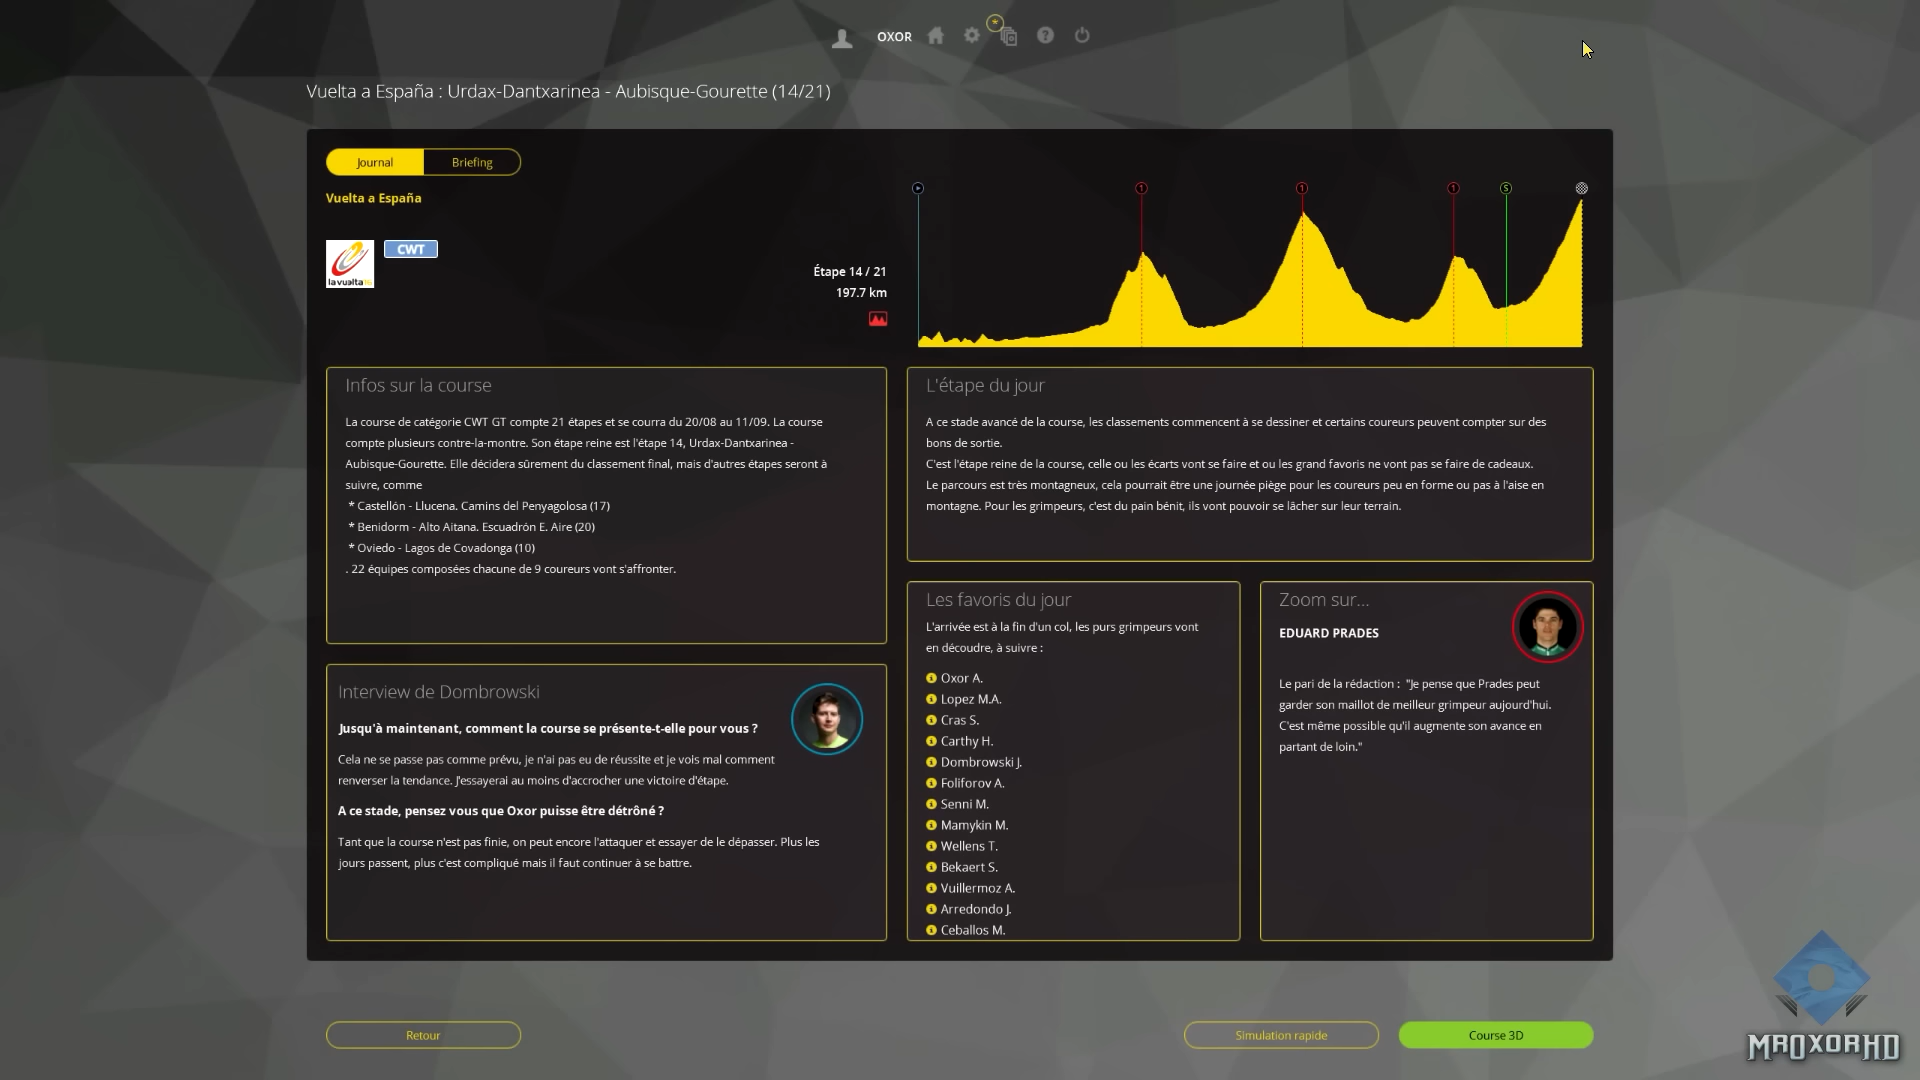 OXOR
Vuelta a España : Urdax-Dantxarinea - Aubisque-Gourette (14/21)
Journal
Briefing
Vuelta a España
la vuelta
CWT
Étape 14 / 21
197.7 km
1
1
1
S
Infos sur la course
La course de catégorie CWT GT compte 21 étapes et se courra du 20/08 au 11/09. La course
compte plusieurs contre-la-montre. Son étape reine est l'étape 14, Urdax-Dantxarinea -
Aubisque-Gourette. Elle décidera sûrement du classement final, mais d'autres étapes seront à
suivre, comme
* Castellón - Llucena. Camins del Penyagolosa (17)
* Benidorm - Alto Aitana. Escuadrón E. Aire (20)
* Oviedo - Lagos de Covadonga (10)
. 22 équipes composées chacune de 9 coureurs vont s'affronter.
L'étape du jour
A ce stade avancé de la course, les classements commencent à se dessiner et certains coureurs peuvent compter sur des
bons de sortie.
C'est l'étape reine de la course, celle ou les écarts vont se faire et ou les grand favoris ne vont pas se faire de cadeaux.
Le parcours est très montagneux, cela pourrait être une journée piège pour les coureurs peu en forme ou pas à l'aise en
montagne. Pour les grimpeurs, c'est du pain bénit, ils vont pouvoir se lâcher sur leur terrain.
Interview de Dombrowski
Jusqu'à maintenant, comment la course se présente-t-elle pour vous ?
Cela ne se passe pas comme prévu, je n'ai pas eu de réussite et je vois mal comment
renverser la tendance. J'essayerai au moins d'accrocher une victoire d'étape.
A ce stade, pensez vous que Oxor puisse être détrôné ?
Tant que la course n'est pas finie, on peut encore l'attaquer et essayer de le dépasser. Plus les
jours passent, plus c'est compliqué mais il faut continuer à se battre.
Les favoris du jour
L'arrivée est à la fin d'un col, les purs grimpeurs vont
en découdre, à suivre :
Oxor A.
Lopez M.A.
Cras S.
Carthy H.
Dombrowski J.
Foliforov A.
Senni M.
Mamykin M.
Wellens T.
Bekaert S.
Vuillermoz A.
Arredondo J.
Ceballos M.
Zoom sur...
EDUARD PRADES
Le pari de la rédaction : "Je pense que Prades peut
garder son maillot de meilleur grimpeur aujourd'hui.
C'est même possible qu'il augmente son avance en
partant de loin."
Retour
Simulation rapide
Course 3D
MROXORHD